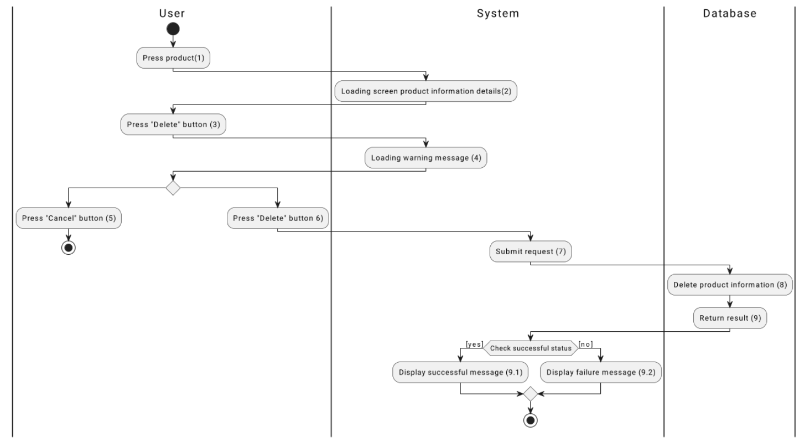 User
System
Database
Press product(1)
Loading screen product information details(2)
Press "Delete" button (3)
Loading warning message (4)
Press "Cancel" button (5)
Press "Delete" button 6)
Submit request (7)
Delete product information (8)
Return result (9)
[yes]
Check successful status
[no]
Display successful message (9.1)
Display failure message (9.2)